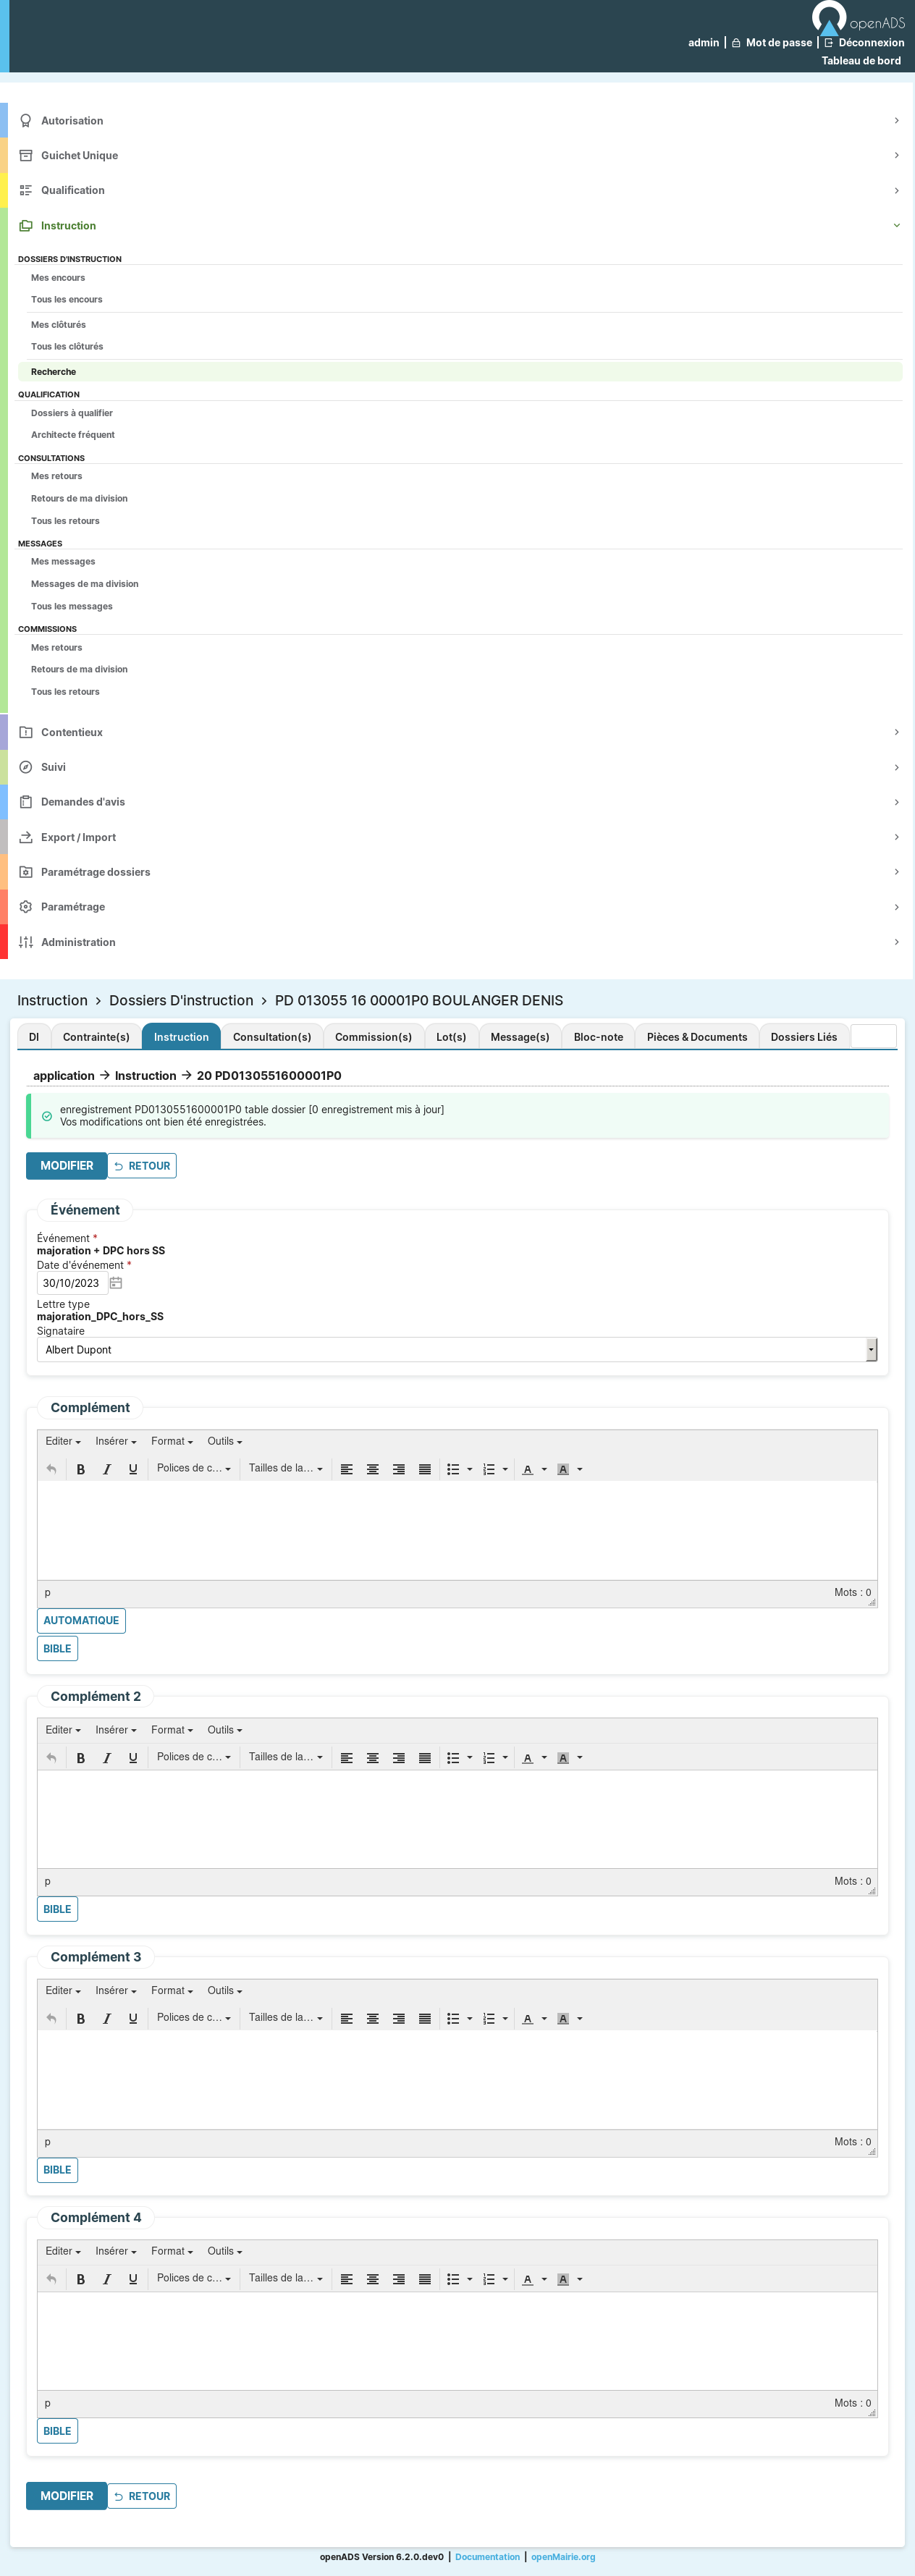 openADS
admin | Mot de passe | Déconnexion
Tableau de bord
Autorisation
Guichet Unique
Qualification
Instruction
DOSSIERS D'INSTRUCTION
Mes encours
Tous les encours
Mes clôturés
Tous les clôturés
Recherche
QUALIFICATION
Dossiers à qualifier
Architecte fréquent
CONSULTATIONS
Mes retours
Retours de ma division
Tous les retours
MESSAGES
Mes messages
Messages de ma division
Tous les messages
COMMISSIONS
Mes retours
Retours de ma division
Tous les retours
Contentieux
Suivi
Demandes d'avis
Export / Import
Paramétrage dossiers
Paramétrage
Administration
Instruction > Dossiers D'instruction > PD 013055 16 00001P0 BOULANGER DENIS
DI Contrainte(s) Instruction Consultation(s) Commission(s) Lot(s) Message(s) Bloc-note Pièces & Documents Dossiers Liés
application → Instruction → 20 PD0130551600001P0
enregistrement PD0130551600001P0 table dossier [0 enregistrement mis à jour]
Vos modifications ont bien été enregistrées.
MODIFIER RETOUR
Événement
Événement *
majoration + DPC hors SS
Date d'événement *
30/10/2023
Lettre type
majoration_DPC_hors_SS
Signataire
Albert Dupont
Complément
Editer Insérer Format Outils
B I U Polices de c... Tailles de la... A A
p Mots : 0
AUTOMATIQUE
BIBLE
Complément 2
Editer Insérer Format Outils
B I U Polices de c... Tailles de la... A A
p Mots : 0
BIBLE
Complément 3
Editer Insérer Format Outils
B I U Polices de c... Tailles de la... A A
p Mots : 0
BIBLE
Complément 4
Editer Insérer Format Outils
B I U Polices de c... Tailles de la... A A
p Mots : 0
BIBLE
MODIFIER RETOUR
openADS Version 6.2.0.dev0 | Documentation | openMairie.org